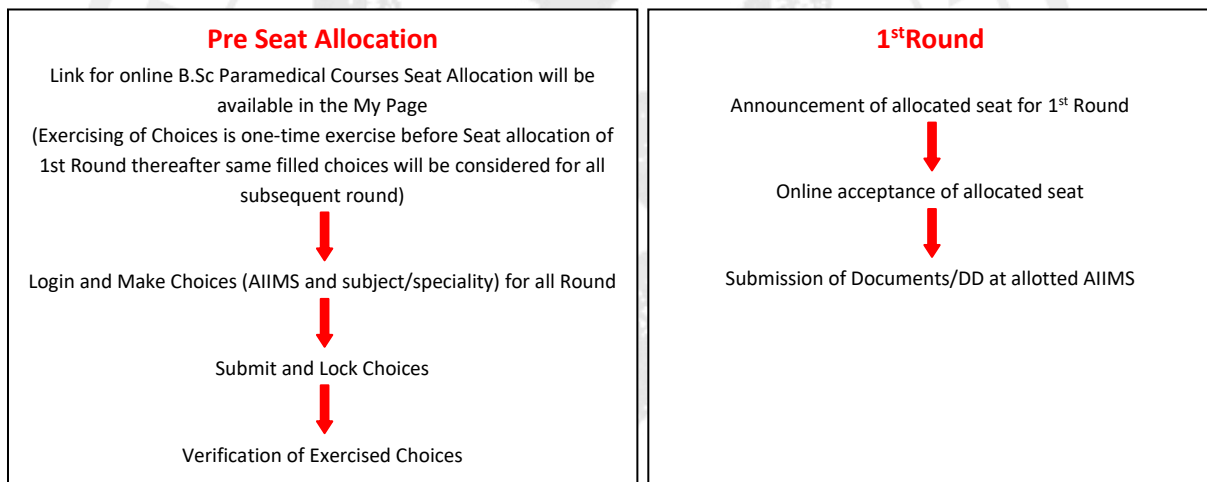 Pre Seat Allocation
Link for online B.Sc Paramedical Courses Seat Allocation will be
available in the My Page
(Exercising of Choices is one-time exercise before Seat allocation of
1st Round thereafter same filled choices will be considered for all
subsequent round)
Login and Make Choices (AIIMS and subject/speciality) for all Round
Submit and Lock Choices
Verification of Exercised Choices
1stRound
Announcement of allocated seat for 1st Round
Online acceptance of allocated seat
Submission of Documents/DD at allotted AIIMS